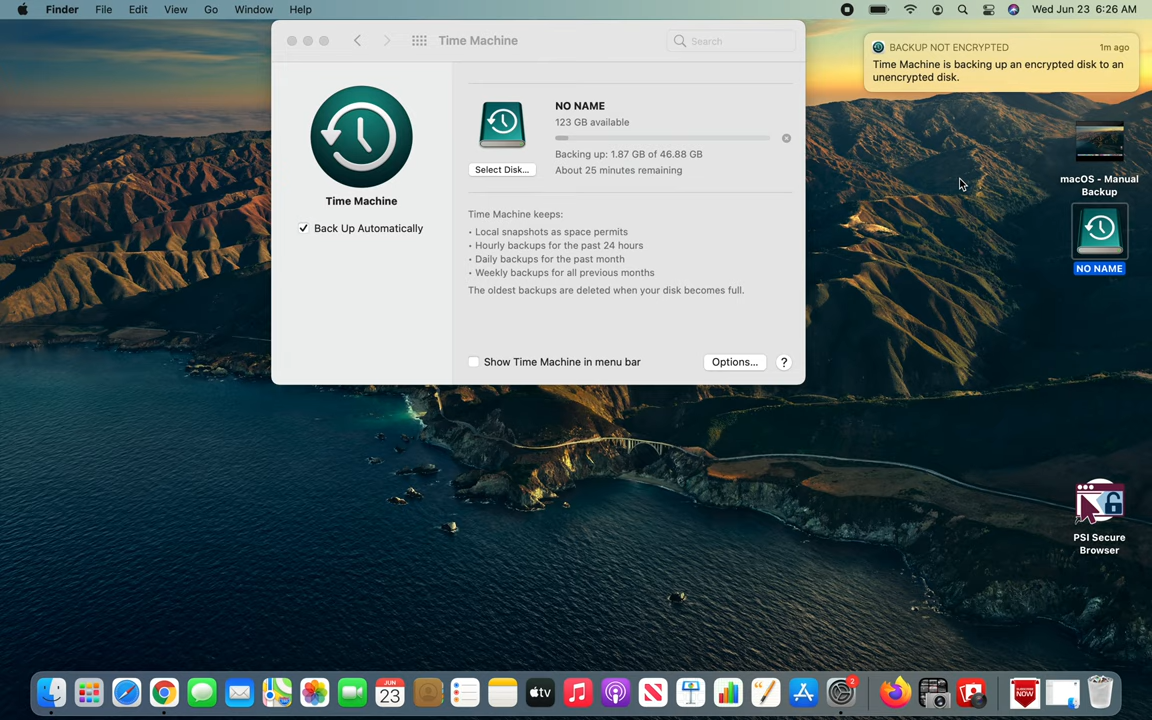 Finder File Edit View Go Window Help
Wed Jun 23 6:26 AM
Time Machine
Search
BACKUP NOT ENCRYPTED
1m ago
Time Machine is backing up an encrypted disk to an
unencrypted disk.
NO NAME
123 GB available
Backing up: 1.87 GB of 46.88 GB
Select Disk...
About 25 minutes remaining
Time Machine
Back Up Automatically
Time Machine keeps:
• Local snapshots as space permits
• Hourly backups for the past 24 hours
• Daily backups for the past month
• Weekly backups for all previous months
The oldest backups are deleted when your disk becomes full.
Show Time Machine in menu bar
Options...
?
macOS - Manual
Backup
NO NAME
PSI Secure
Browser
JUN
23
tv
2
NOW